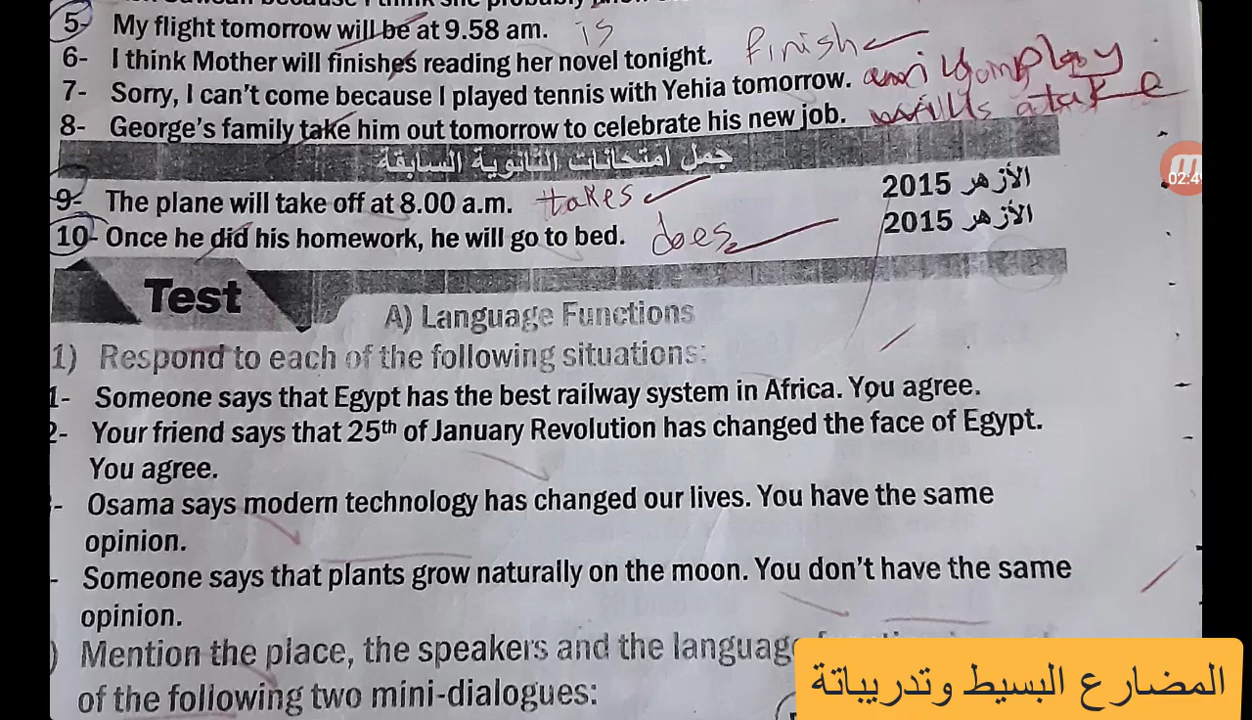 5- My flight tomorrow will be at 9.58 am. is
6- I think Mother will finishes reading her novel tonight. finish
7- Sorry, I can't come because I played tennis with Yehia tomorrow. play
8- George's family take him out tomorrow to celebrate his new job. take
جمل امتحانات الثانوية السابقة
9- The plane will take off at 8.00 a.m. takes الأزهر 2015
10- Once he did his homework, he will go to bed. does الأزهر 2015
02:4
Test
A) Language Functions
1) Respond to each of the following situations:
1- Someone says that Egypt has the best railway system in Africa. You agree.
2- Your friend says that 25th of January Revolution has changed the face of Egypt.
You agree.
- Osama says modern technology has changed our lives. You have the same
opinion.
- Someone says that plants grow naturally on the moon. You don't have the same
opinion.
) Mention the place, the speakers and the language
of the following two mini-dialogues:
المضارع البسيط وتدريباتة